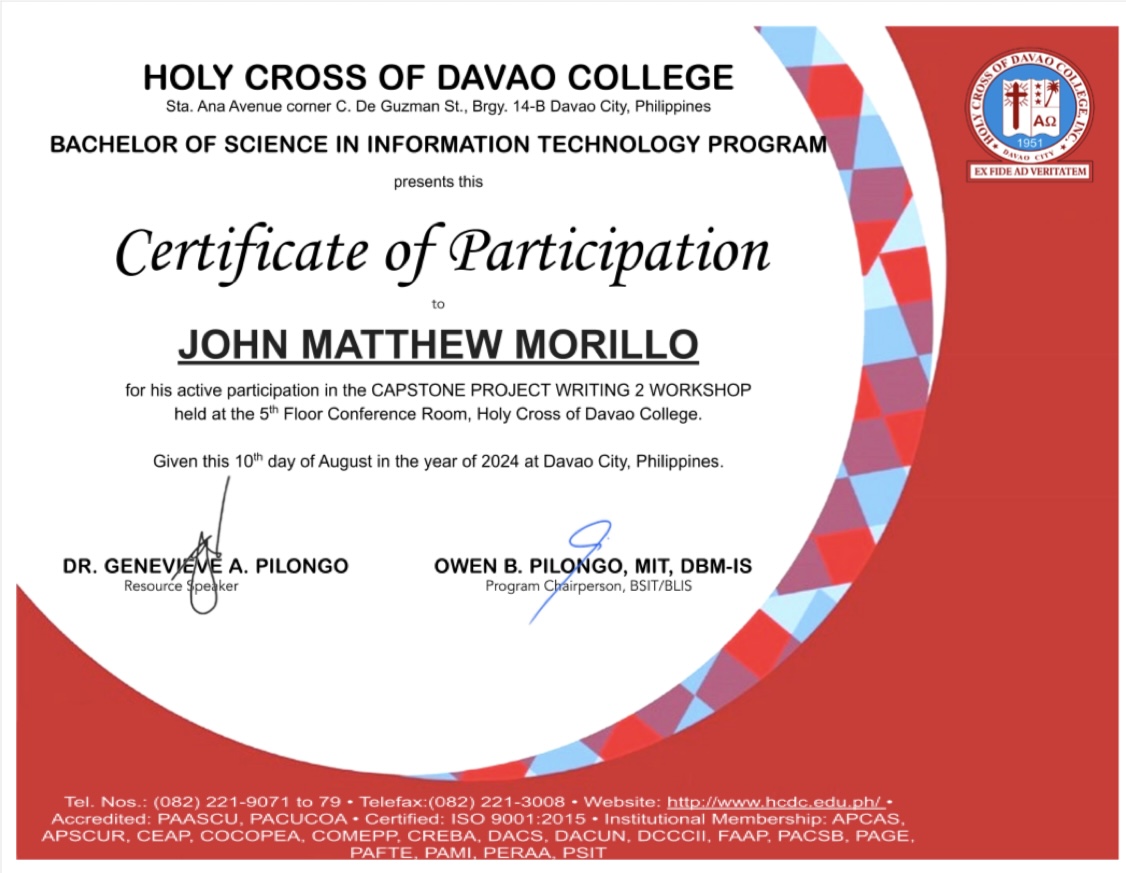 HOLY CROSS OF DAVAO COLLEGE
Sta. Ana Avenue corner C. De Guzman St., Brgy. 14-B Davao City, Philippines
BACHELOR OF SCIENCE IN INFORMATION TECHNOLOGY PROGRAM
presents this
Certificate of Participation
to
JOHN MATTHEW MORILLO
for his active participation in the CAPSTONE PROJECT WRITING 2 WORKSHOP
held at the 5th Floor Conference Room, Holy Cross of Davao College.
Given this 10th day of August in the year of 2024 at Davao City, Philippines.
DR. GENEVIEVE A. PILONGO
Resource Speaker
OWEN B. PILONGO, MIT, DBM-IS
Program Chairperson, BSIT/BLIS
HOLY CROSS OF DAVAO COLLEGE, INC.
ΑΩ
1951
DAVAO CITY
EX FIDE AD VERITATEM
Tel. Nos.: (082) 221-9071 to 79 • Telefax:(082) 221-3008 • Website: http://www.hcdc.edu.ph/ •
Accredited: PAASCU, PACUCOA • Certified: ISO 9001:2015 • Institutional Membership: APCAS,
APSCUR, CEAP, COCOPEA, COMEPP, CREBA, DACS, DACUN, DCCCII, FAAP, PACSB, PAGE,
PAFTE, PAMI, PERAA, PSIT